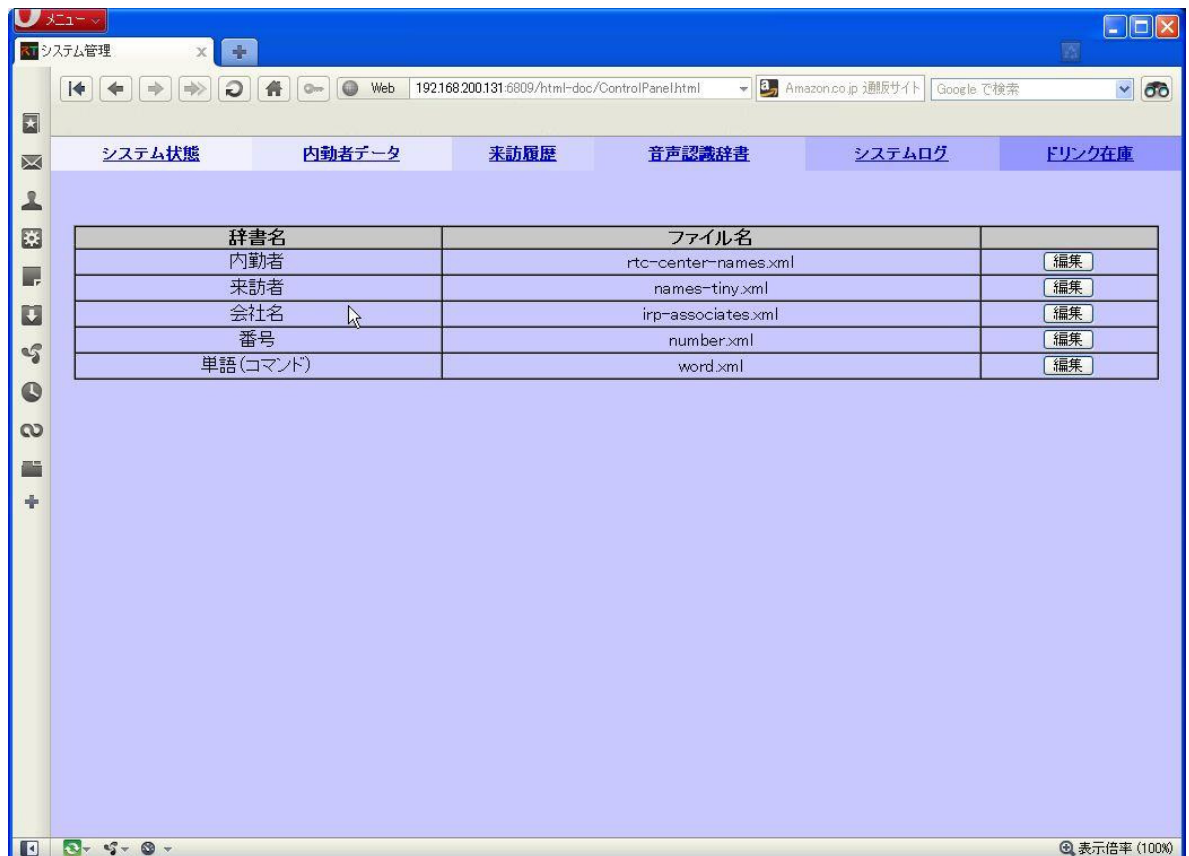 メニュー
システム管理
Web 192.168.200.131:6809/html-doc/ControlPanel.html Amazon.co.jp 通販サイト Google で検索
システム状態 内勤者データ 来訪履歴 音声認識辞書 システムログ ドリンク在庫
辞書名 ファイル名
内勤者 rtc-center-names.xml 編集
来訪者 names-tiny.xml 編集
会社名 irp-associates.xml 編集
番号 number.xml 編集
単語(コマンド) word.xml 編集
表示倍率 (100%)